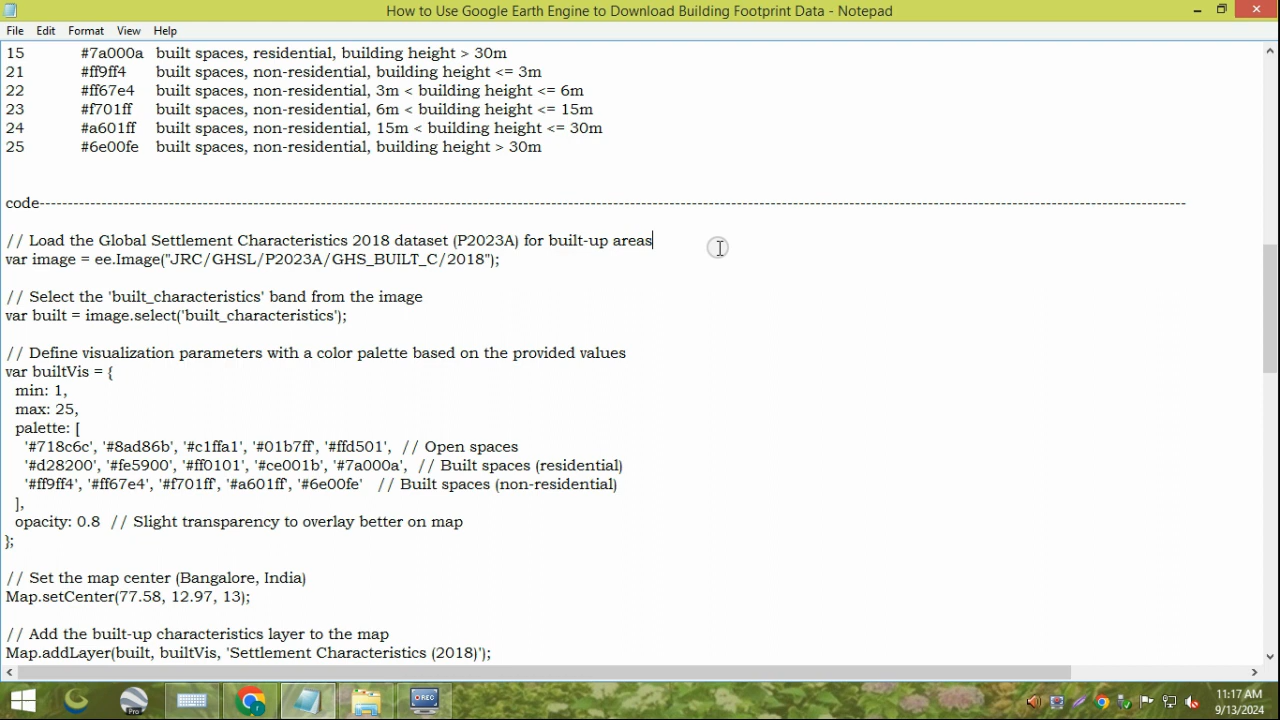 How to Use Google Earth Engine to Download Building Footprint Data - Notepad
File Edit Format View Help
15 #7a000a built spaces, residential, building height > 30m
21 #ff9ff4 built spaces, non-residential, building height <= 3m
22 #ff67e4 built spaces, non-residential, 3m < building height <= 6m
23 #f701ff built spaces, non-residential, 6m < building height <= 15m
24 #a601ff built spaces, non-residential, 15m < building height <= 30m
25 #6e00fe built spaces, non-residential, building height > 30m
code----------------------------------------------------------------------------------------------------------------------------------------------------------------
// Load the Global Settlement Characteristics 2018 dataset (P2023A) for built-up areas
var image = ee.Image("JRC/GHSL/P2023A/GHS_BUILT_C/2018");
// Select the 'built_characteristics' band from the image
var built = image.select('built_characteristics');
// Define visualization parameters with a color palette based on the provided values
var builtVis = {
min: 1,
max: 25,
palette: [
'#718c6c', '#8ad86b', '#c1ffa1', '#01b7ff', '#ffd501', // Open spaces
'#d28200', '#fe5900', '#ff0101', '#ce001b', '#7a000a', // Built spaces (residential)
'#ff9ff4', '#ff67e4', '#f701ff', '#a601ff', '#6e00fe' // Built spaces (non-residential)
],
opacity: 0.8 // Slight transparency to overlay better on map
};
// Set the map center (Bangalore, India)
Map.setCenter(77.58, 12.97, 13);
// Add the built-up characteristics layer to the map
Map.addLayer(built, builtVis, 'Settlement Characteristics (2018)');
Pro
REC
11:17 AM
9/13/2024